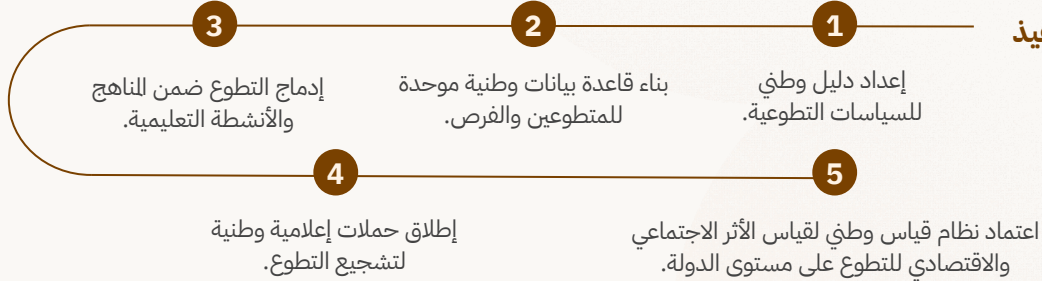 1
إعداد دليل وطني
للسياسات التطوعية.
2
بناء قاعدة بيانات وطنية موحدة
للمتطوعين والفرص.
3
إدماج التطوع ضمن المناهج
والأنشطة التعليمية.
4
إطلاق حملات إعلامية وطنية
لتشجيع التطوع.
5
اعتماد نظام قياس وطني لقياس الأثر الاجتماعي
والاقتصادي للتطوع على مستوى الدولة.